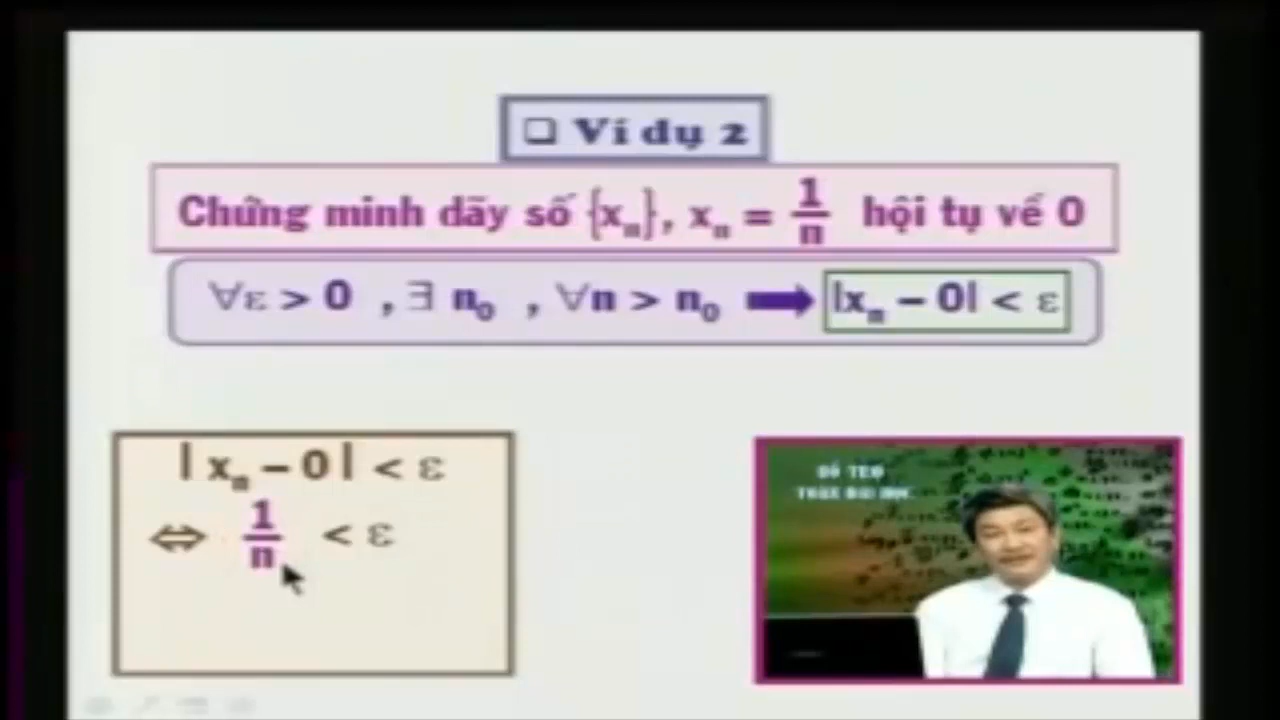 ❑ Ví dụ 2
Chứng minh dãy số {xₙ}, xₙ = 1/n hội tụ về 0
∀ε > 0 , ∃ n₀ , ∀n > n₀ ➡ |xₙ – 0| < ε
| xₙ – 0 | < ε
⇔ 1/n < ε